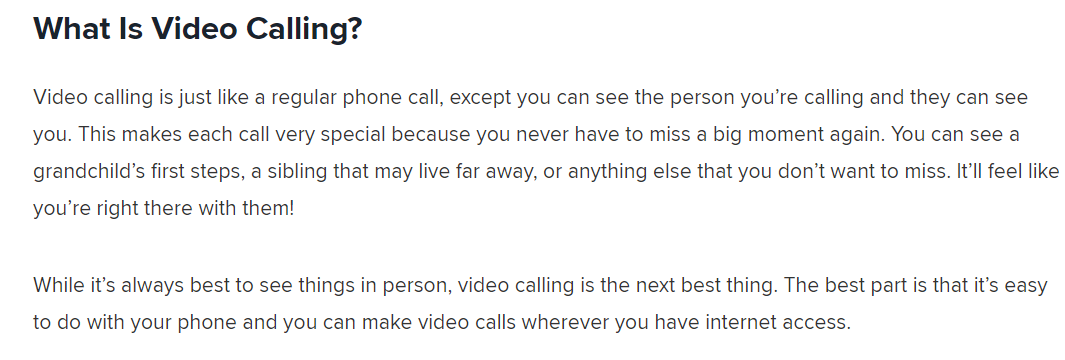 What Is Video Calling?
Video calling is just like a regular phone call, except you can see the person you’re calling and they can see
you. This makes each call very special because you never have to miss a big moment again. You can see a
grandchild’s first steps, a sibling that may live far away, or anything else that you don’t want to miss. It’ll feel like
you’re right there with them!
While it’s always best to see things in person, video calling is the next best thing. The best part is that it’s easy
to do with your phone and you can make video calls wherever you have internet access.